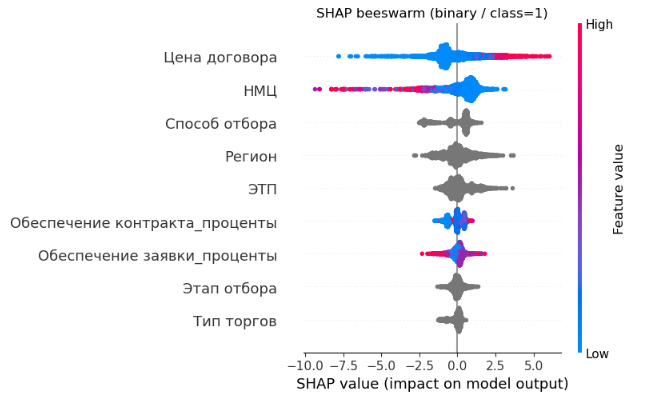 SHAP beeswarm (binary / class=1)
High
Цена договора
НМЦ
Способ отбора
Регион
ЭТП
Обеспечение контракта_проценты
Обеспечение заявки_проценты
Этап отбора
Тип торгов
Feature value
Low
−10.0 −7.5 −5.0 −2.5 0.0 2.5 5.0
SHAP value (impact on model output)